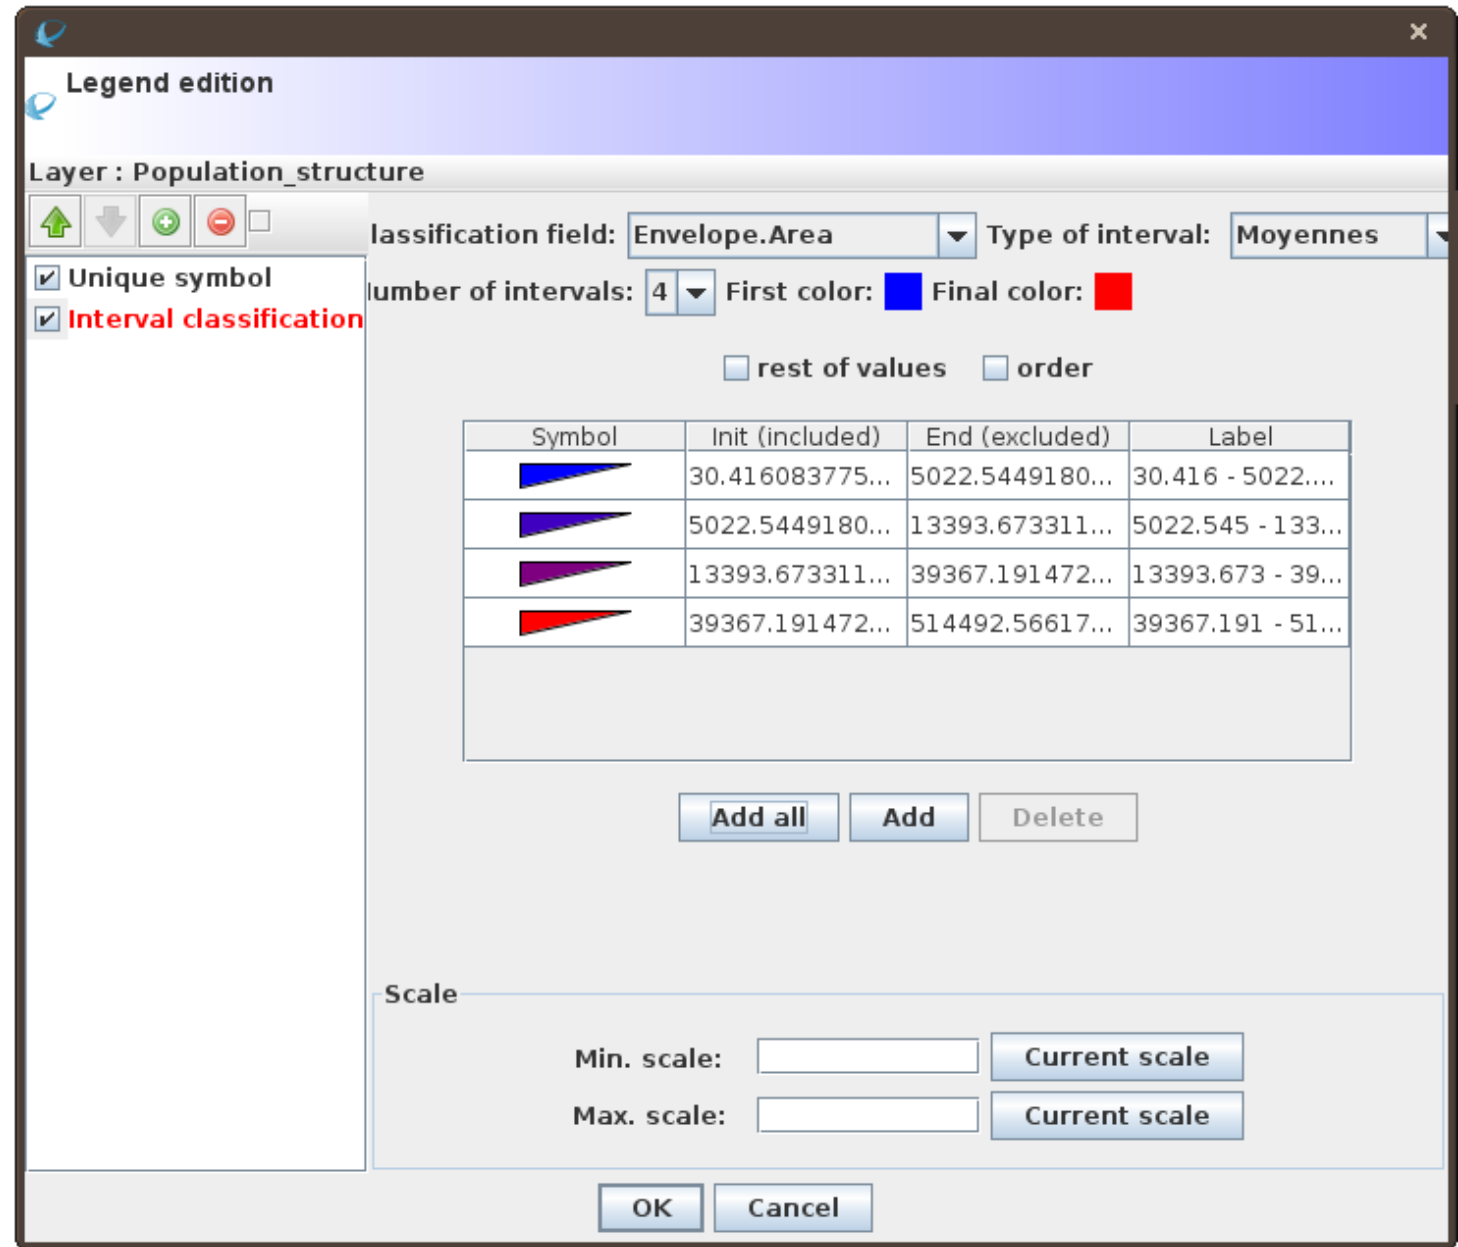 Legend edition
Layer : Population_structure
lassification field: Envelope.Area Type of interval: Moyennes
Unique symbol
umber of intervals: 4 First color: Final color:
Interval classification
rest of values order
Symbol Init (included) End (excluded) Label
30.416083775... 5022.5449180... 30.416 - 5022....
5022.5449180... 13393.673311... 5022.545 - 133...
13393.673311... 39367.191472... 13393.673 - 39...
39367.191472... 514492.56617... 39367.191 - 51...
Add all Add Delete
Scale
Min. scale: Current scale
Max. scale: Current scale
OK Cancel